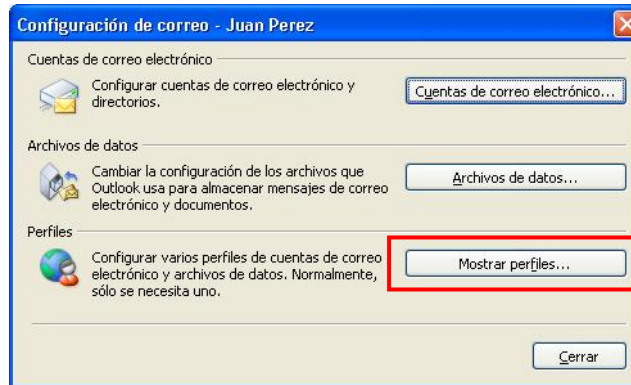 Configuración de correo - Juan Perez
Cuentas de correo electrónico
Configurar cuentas de correo electrónico y
directorios.
Cuentas de correo electrónico...
Archivos de datos
Cambiar la configuración de los archivos que
Outlook usa para almacenar mensajes de correo
electrónico y documentos.
Archivos de datos...
Perfiles
Configurar varios perfiles de cuentas de correo
electrónico y archivos de datos. Normalmente,
sólo se necesita uno.
Mostrar perfiles...
Cerrar